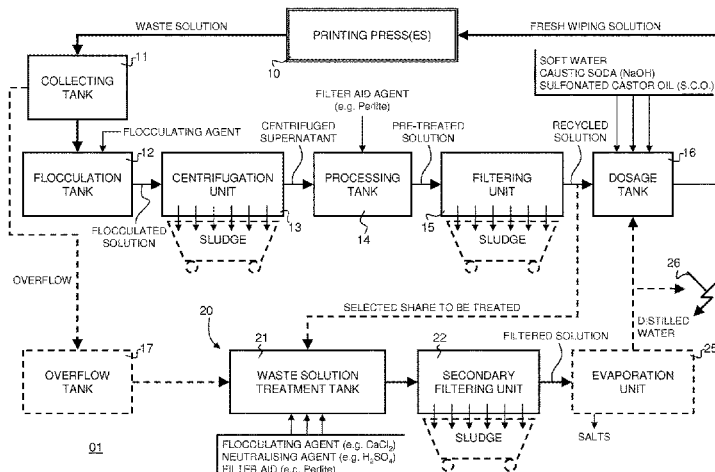 WASTE SOLUTION
PRINTING PRESS(ES)
10
FRESH WIPING SOLUTION
11
COLLECTING
TANK
SOFT WATER
CAUSTIC SODA (NaOH)
SULFONATED CASTOR OIL (S.C.O.)
FLOCCULATING AGENT
FILTER AID AGENT
(e.g. Perlite)
CENTRIFUGED
SUPERNATANT
PRE-TREATED
SOLUTION
RECYCLED
SOLUTION
12
FLOCCULATION
TANK
CENTRIFUGATION
UNIT
13
PROCESSING
TANK
14
FILTERING
UNIT
15
16
DOSAGE
TANK
FLOCCULATED
SOLUTION
SLUDGE
SLUDGE
OVERFLOW
SELECTED SHARE TO BE TREATED
26
DISTILLED
WATER
20
17
OVERFLOW
TANK
21
WASTE SOLUTION
TREATMENT TANK
22
SECONDARY
FILTERING UNIT
FILTERED SOLUTION
25
EVAPORATION
UNIT
SLUDGE
SALTS
01
FLOCCULATING AGENT (e.g. CaCl2)
NEUTRALISING AGENT (e.g. H2SO4)
FILTER AID (e.g. Perlite)